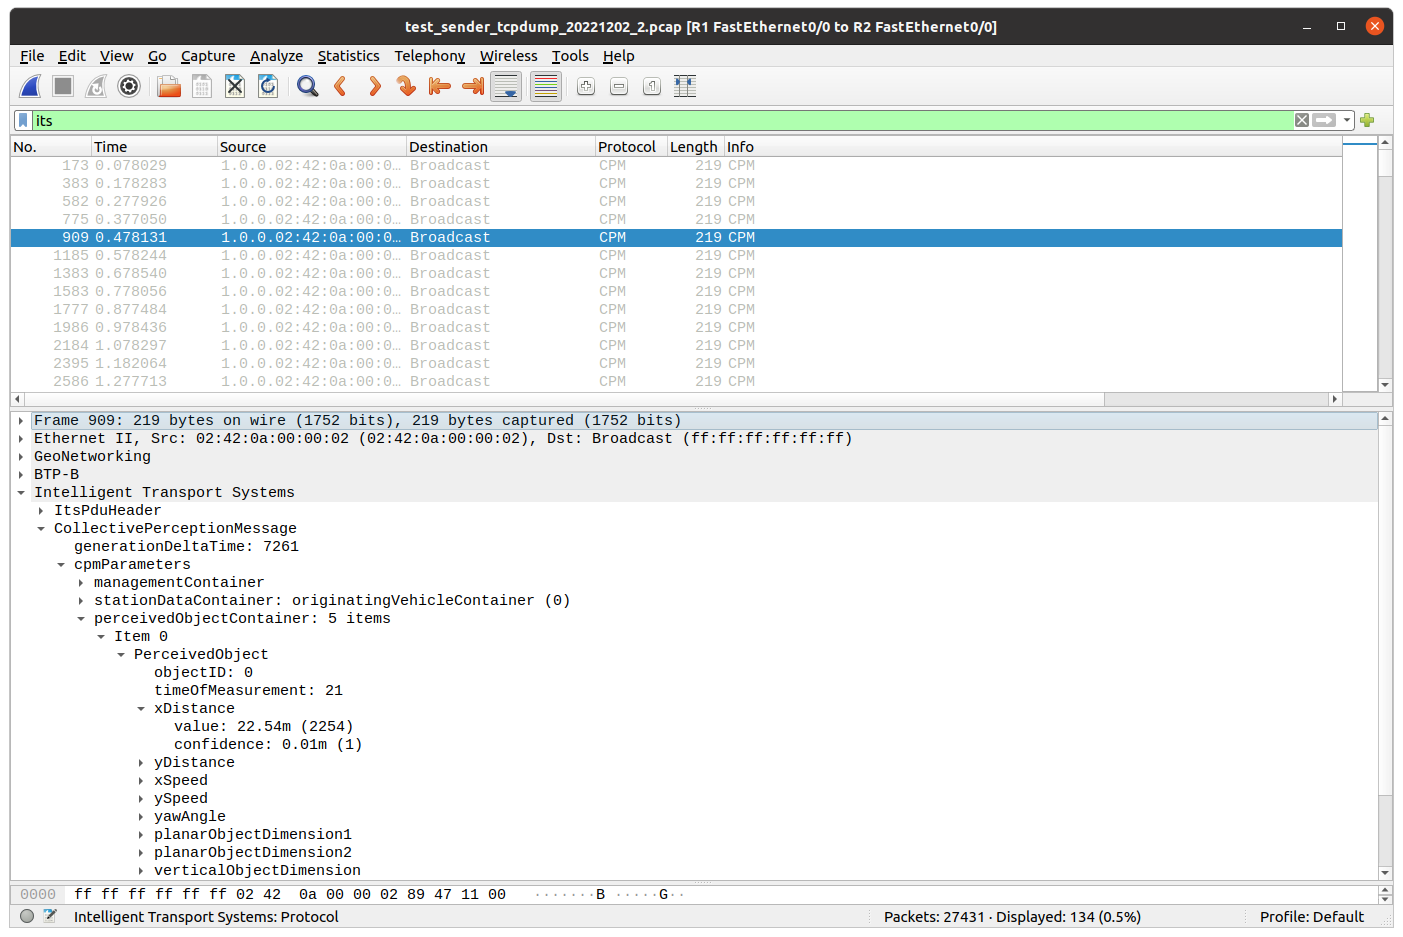 test_sender_tcpdump_20221202_2.pcap [R1 FastEthernet0/0 to R2 FastEthernet0/0]
File Edit View Go Capture Analyze Statistics Telephony Wireless Tools Help
its
No. Time Source Destination Protocol Length Info
173 0.078029 1.0.0.02:42:0a:00:0… Broadcast CPM 219 CPM
383 0.178283 1.0.0.02:42:0a:00:0… Broadcast CPM 219 CPM
582 0.277926 1.0.0.02:42:0a:00:0… Broadcast CPM 219 CPM
775 0.377050 1.0.0.02:42:0a:00:0… Broadcast CPM 219 CPM
909 0.478131 1.0.0.02:42:0a:00:0… Broadcast CPM 219 CPM
1185 0.578244 1.0.0.02:42:0a:00:0… Broadcast CPM 219 CPM
1383 0.678540 1.0.0.02:42:0a:00:0… Broadcast CPM 219 CPM
1583 0.778056 1.0.0.02:42:0a:00:0… Broadcast CPM 219 CPM
1777 0.877484 1.0.0.02:42:0a:00:0… Broadcast CPM 219 CPM
1986 0.978436 1.0.0.02:42:0a:00:0… Broadcast CPM 219 CPM
2184 1.078297 1.0.0.02:42:0a:00:0… Broadcast CPM 219 CPM
2395 1.182064 1.0.0.02:42:0a:00:0… Broadcast CPM 219 CPM
2586 1.277713 1.0.0.02:42:0a:00:0… Broadcast CPM 219 CPM
Frame 909: 219 bytes on wire (1752 bits), 219 bytes captured (1752 bits)
Ethernet II, Src: 02:42:0a:00:00:02 (02:42:0a:00:00:02), Dst: Broadcast (ff:ff:ff:ff:ff:ff)
GeoNetworking
BTP-B
Intelligent Transport Systems
ItsPduHeader
CollectivePerceptionMessage
generationDeltaTime: 7261
cpmParameters
managementContainer
stationDataContainer: originatingVehicleContainer (0)
perceivedObjectContainer: 5 items
Item 0
PerceivedObject
objectID: 0
timeOfMeasurement: 21
xDistance
value: 22.54m (2254)
confidence: 0.01m (1)
yDistance
xSpeed
ySpeed
yawAngle
planarObjectDimension1
planarObjectDimension2
verticalObjectDimension
0000 ff ff ff ff ff ff 02 42 0a 00 00 02 89 47 11 00 ·······B ·····G··
Intelligent Transport Systems: Protocol Packets: 27431 · Displayed: 134 (0.5%) Profile: Default